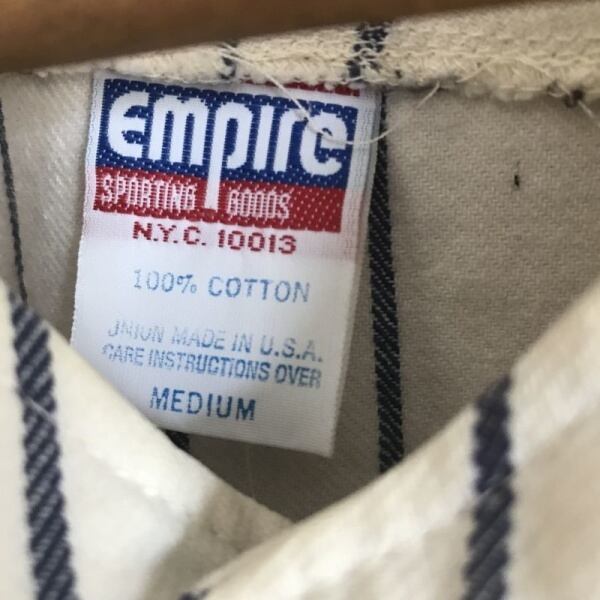 empire
SPORTING GOODS
N.Y.C. 10013
100% COTTON
UNION MADE IN U.S.A.
CARE INSTRUCTIONS OVER
MEDIUM